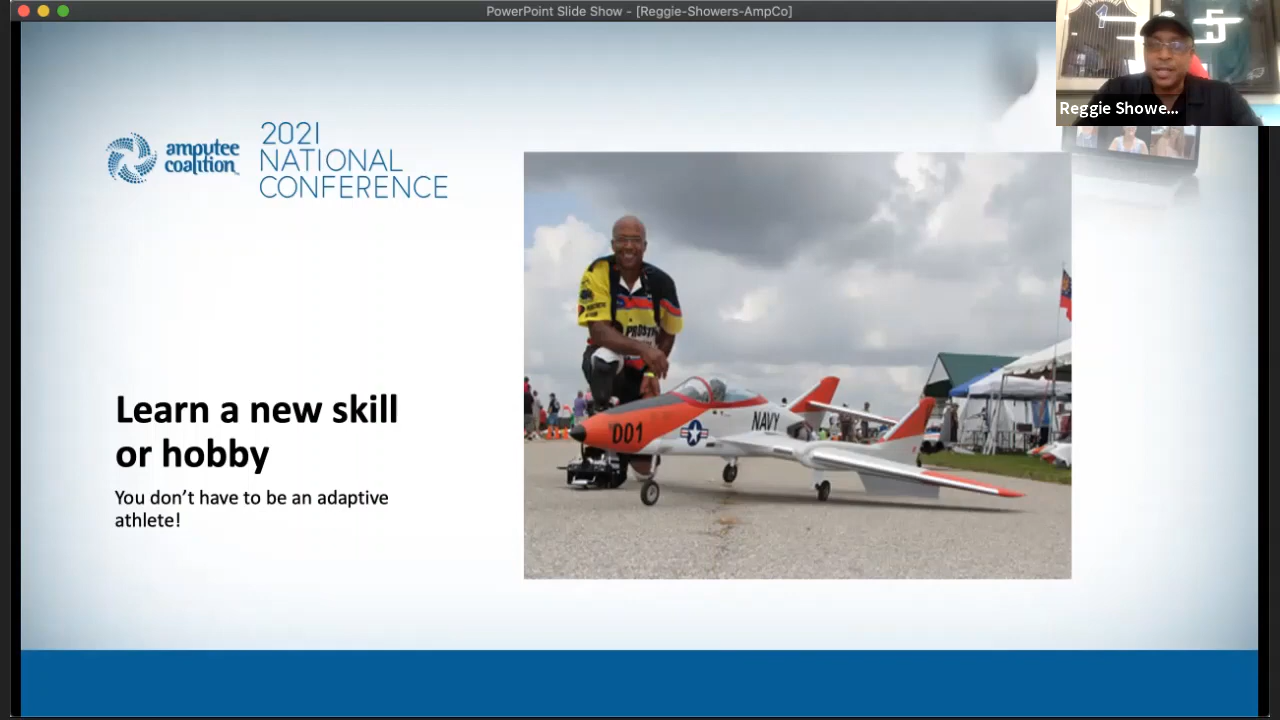 PowerPoint Slide Show - [Reggie-Showers-AmpCo]
Reggie Showe...
amputee
coalition
2021
NATIONAL
CONFERENCE
001
NAVY
Learn a new skill
or hobby
You don't have to be an adaptive
athlete!